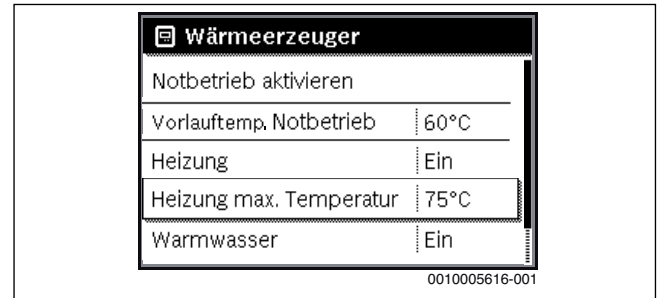 Wärmeerzeuger
Notbetrieb aktivieren
Vorlauftemp. Notbetrieb 60°C
Heizung Ein
Heizung max. Temperatur 75°C
Warmwasser Ein
0010005616-001